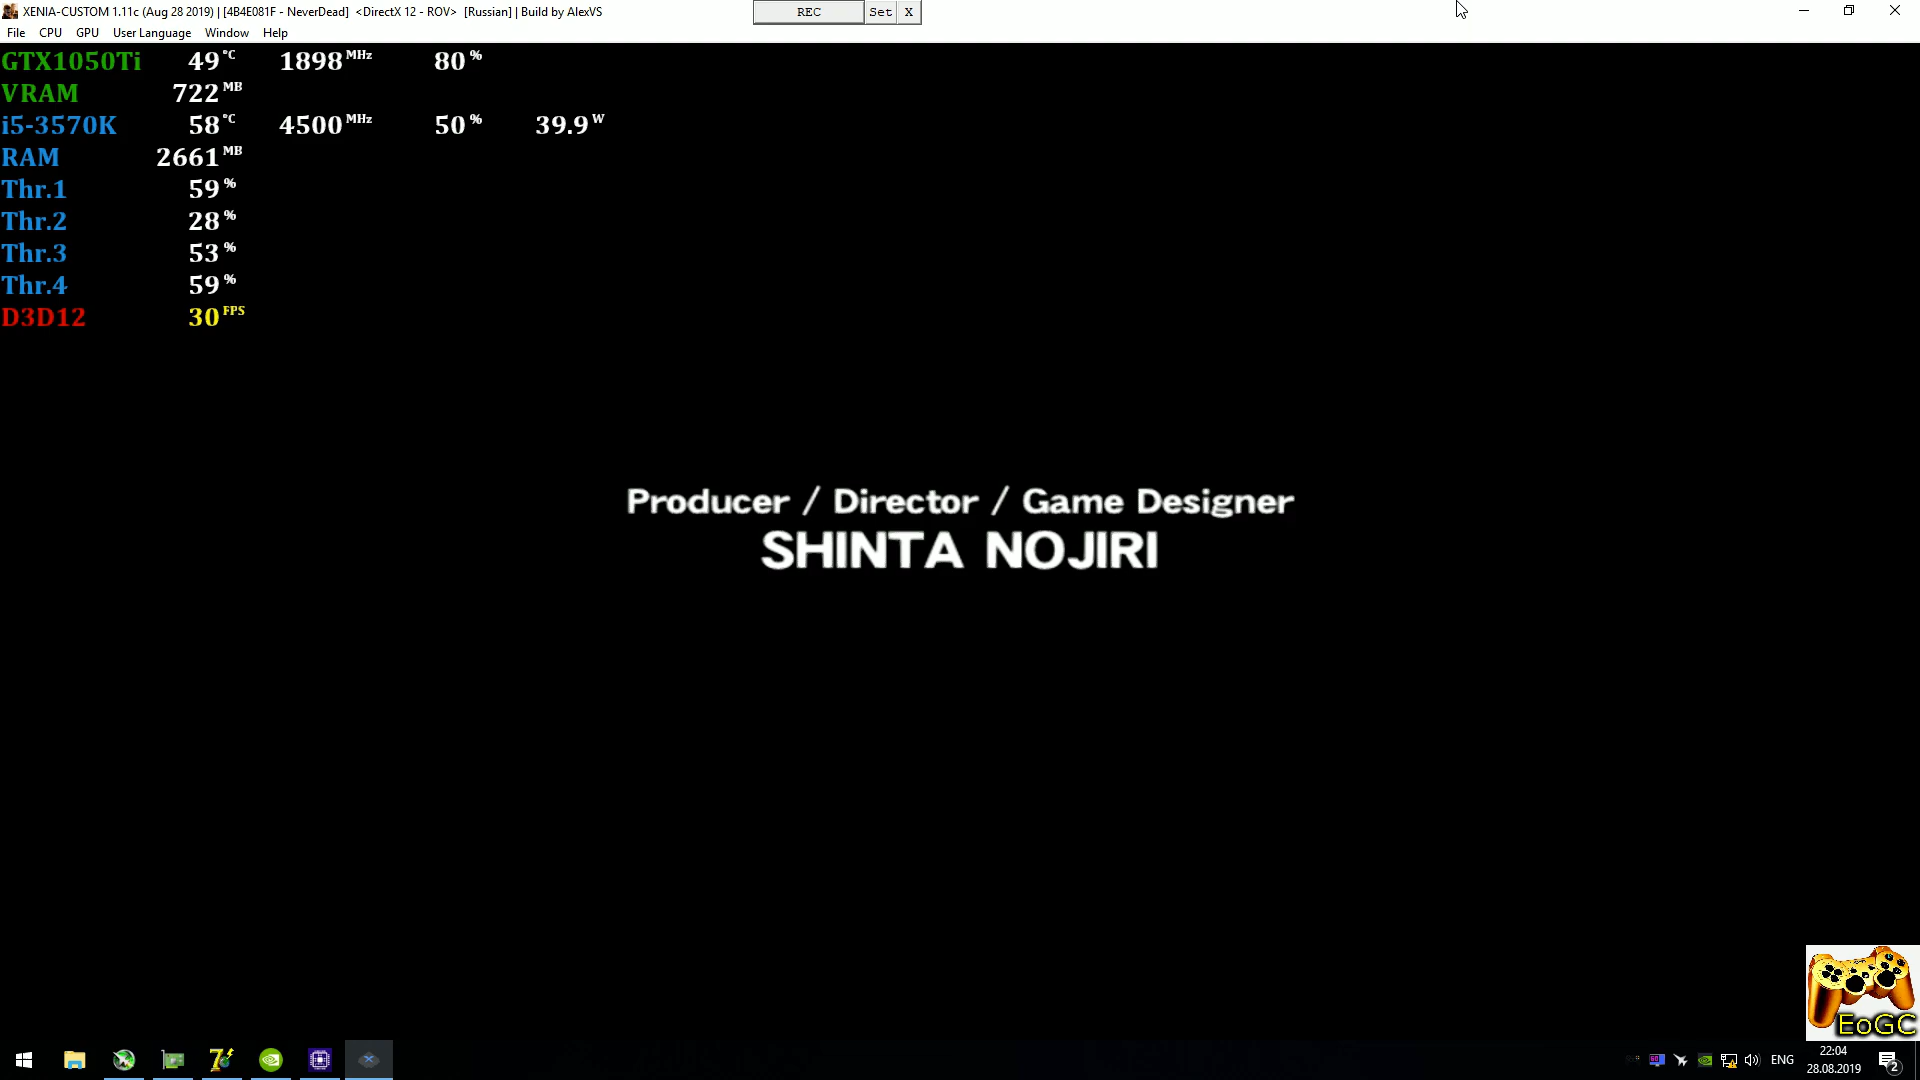 XENIA-CUSTOM 1.11c (Aug 28 2019) | [4B4E081F - NeverDead] <DirectX 12 - ROV> [Russian] | Build by AlexVS
REC Set X
File CPU GPU User Language Window Help
GTX1050Ti 49 °C 1898 MHz 80 %
VRAM 722 MB
i5-3570K 58 °C 4500 MHz 50 % 39.9 W
RAM 2661 MB
Thr.1 59 %
Thr.2 28 %
Thr.3 53 %
Thr.4 59 %
D3D12 30 FPS
Producer / Director / Game Designer
SHINTA NOJIRI
EoGC
ENG
22:04
28.08.2019
2